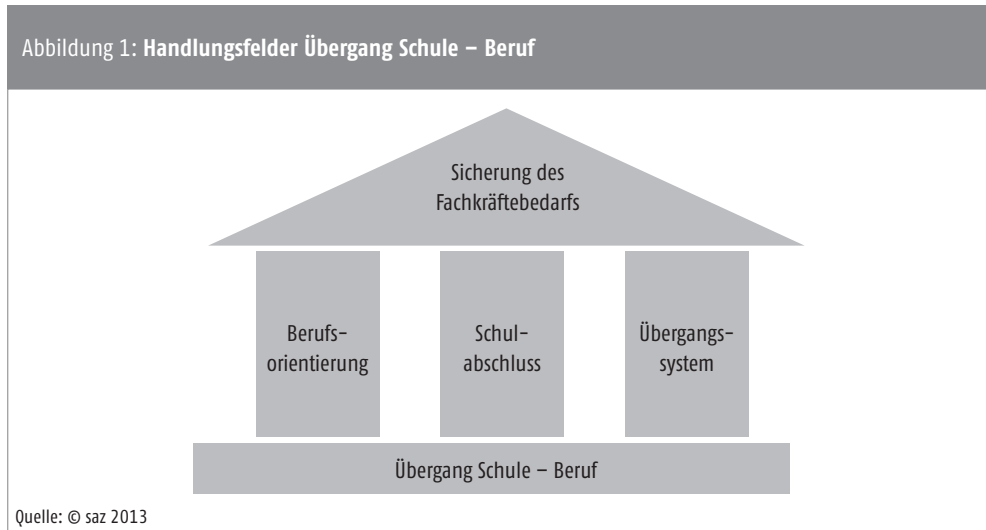 Abbildung 1: Handlungsfelder Übergang Schule – Beruf
Sicherung des
Fachkräftebedarfs
Berufs-
orientierung
Schul-
abschluss
Übergangs-
system
Übergang Schule – Beruf
Quelle: © saz 2013